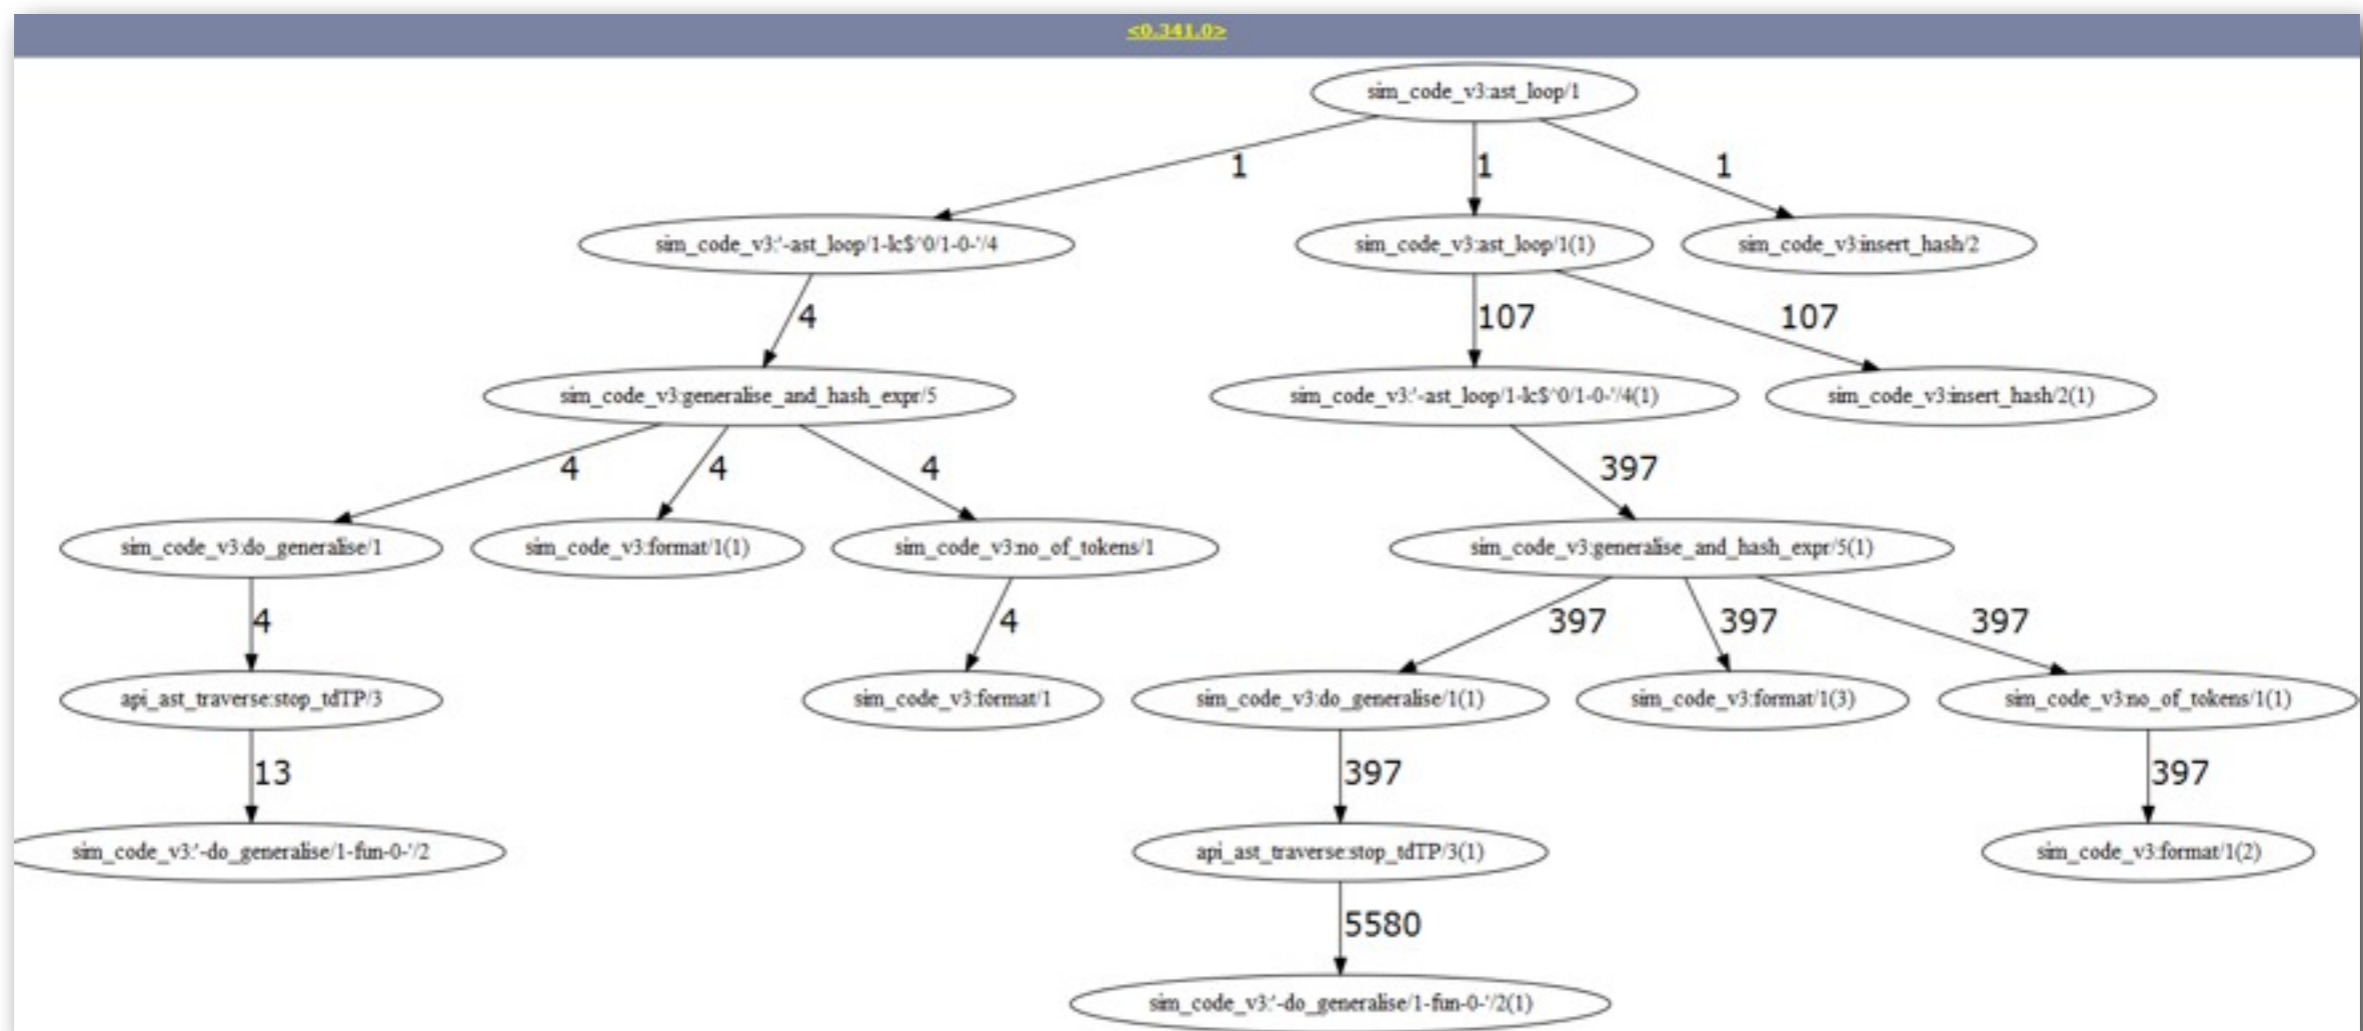 <0.341.0>
sim_code_v3:ast_loop/1
1
1
1
sim_code_v3:'-ast_loop/1-lc$^0/1-0-'/4
sim_code_v3:ast_loop/1(1)
sim_code_v3:insert_hash/2
4
107
107
sim_code_v3:generalise_and_hash_expr/5
sim_code_v3:'-ast_loop/1-lc$^0/1-0-'/4(1)
sim_code_v3:insert_hash/2(1)
4
4
4
397
sim_code_v3:do_generalise/1
sim_code_v3:format/1(1)
sim_code_v3:no_of_tokens/1
sim_code_v3:generalise_and_hash_expr/5(1)
4
4
397
397
397
api_ast_traverse:stop_tdTP/3
sim_code_v3:format/1
sim_code_v3:do_generalise/1(1)
sim_code_v3:format/1(3)
sim_code_v3:no_of_tokens/1(1)
13
397
397
sim_code_v3:'-do_generalise/1-fun-0-'/2
api_ast_traverse:stop_tdTP/3(1)
sim_code_v3:format/1(2)
5580
sim_code_v3:'-do_generalise/1-fun-0-'/2(1)